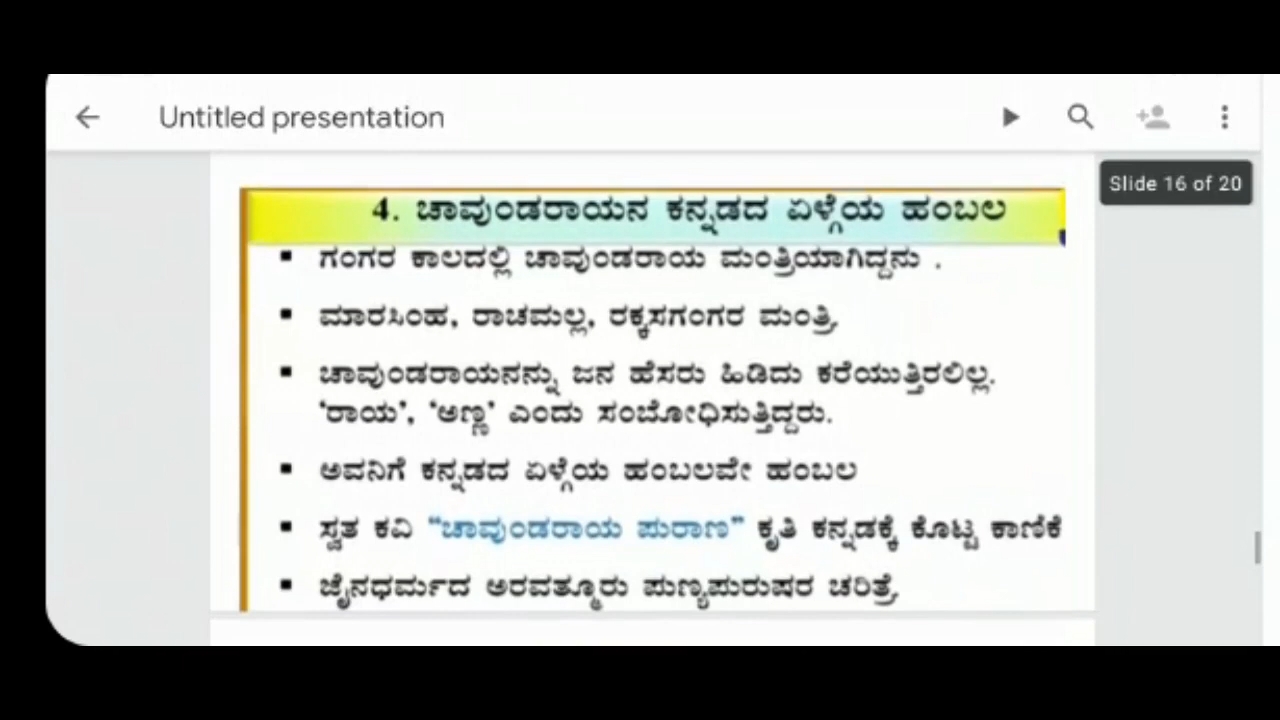 Untitled presentation
Slide 16 of 20
4. ಚಾವುಂಡರಾಯನ ಕನ್ನಡದ ಏಳ್ಗೆಯ ಹಂಬಲ
▪ ಗಂಗರ ಕಾಲದಲ್ಲಿ ಚಾವುಂಡರಾಯ ಮಂತ್ರಿಯಾಗಿದ್ದನು .
▪ ಮಾರಸಿಂಹ, ರಾಚಮಲ್ಲ, ರಕ್ಕಸಗಂಗರ ಮಂತ್ರಿ
▪ ಚಾವುಂಡರಾಯನನ್ನು ಜನ ಹೆಸರು ಹಿಡಿದು ಕರೆಯುತ್ತಿರಲಿಲ್ಲ.
'ರಾಯ', 'ಅಣ್ಣ' ಎಂದು ಸಂಬೋಧಿಸುತ್ತಿದ್ದರು.
▪ ಅವನಿಗೆ ಕನ್ನಡದ ಏಳ್ಗೆಯ ಹಂಬಲವೇ ಹಂಬಲ
▪ ಸ್ವತ ಕವಿ "ಚಾವುಂಡರಾಯ ಪುರಾಣ" ಕೃತಿ ಕನ್ನಡಕ್ಕೆ ಕೊಟ್ಟ ಕಾಣಿಕೆ
▪ ಜೈನಧರ್ಮದ ಅರವತ್ಮೂರು ಪುಣ್ಯಪುರುಷರ ಚರಿತ್ರೆ